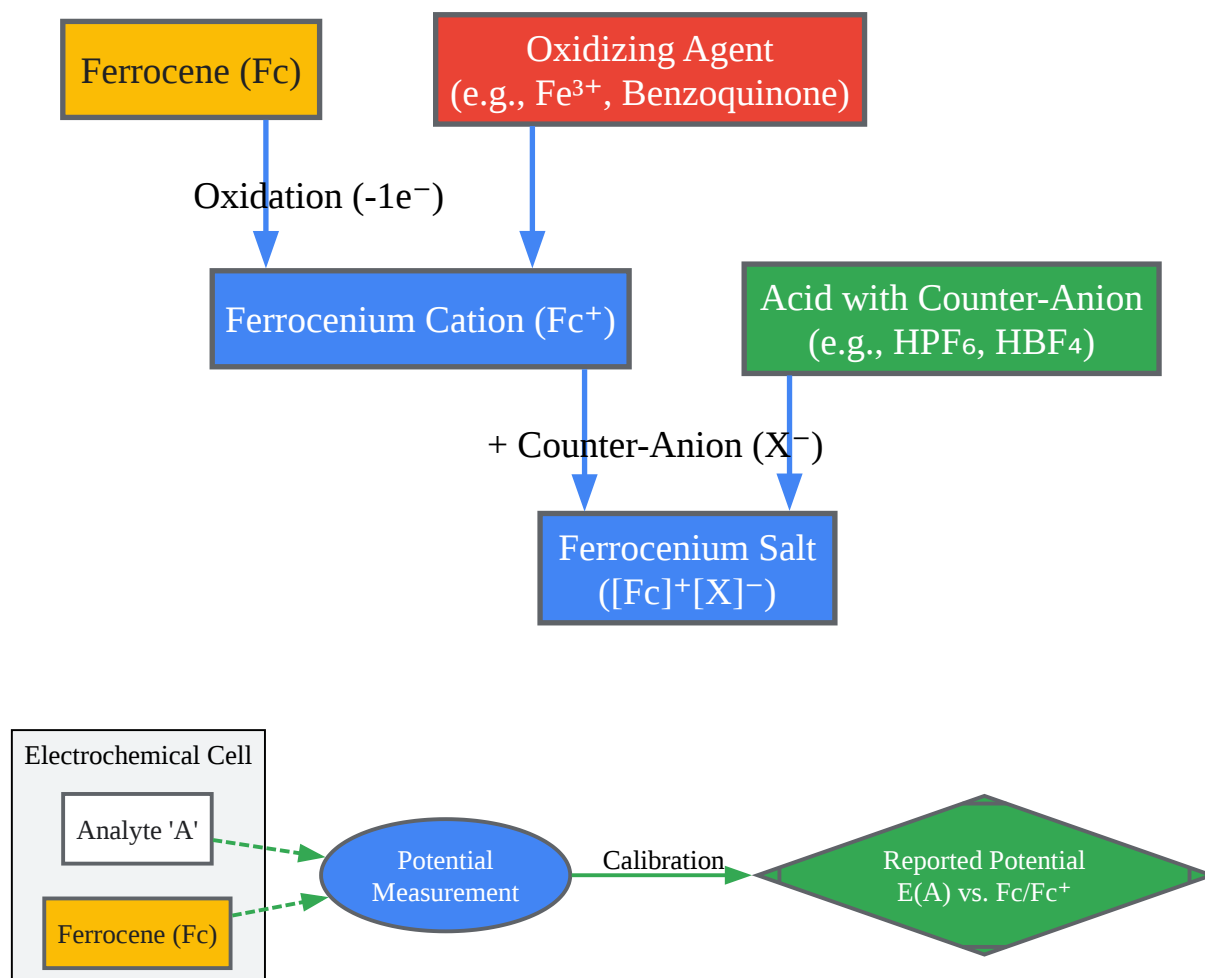 Ferrocene (Fc)
Oxidizing Agent
(e.g., Fe³⁺, Benzoquinone)
Oxidation (-1e⁻)
Ferrocenium Cation (Fc⁺)
Acid with Counter-Anion
(e.g., HPF₆, HBF₄)
+ Counter-Anion (X⁻)
Ferrocenium Salt
([Fc]⁺[X]⁻)
Electrochemical Cell
Analyte 'A'
Ferrocene (Fc)
Potential
Measurement
Calibration
Reported Potential
E(A) vs. Fc/Fc⁺